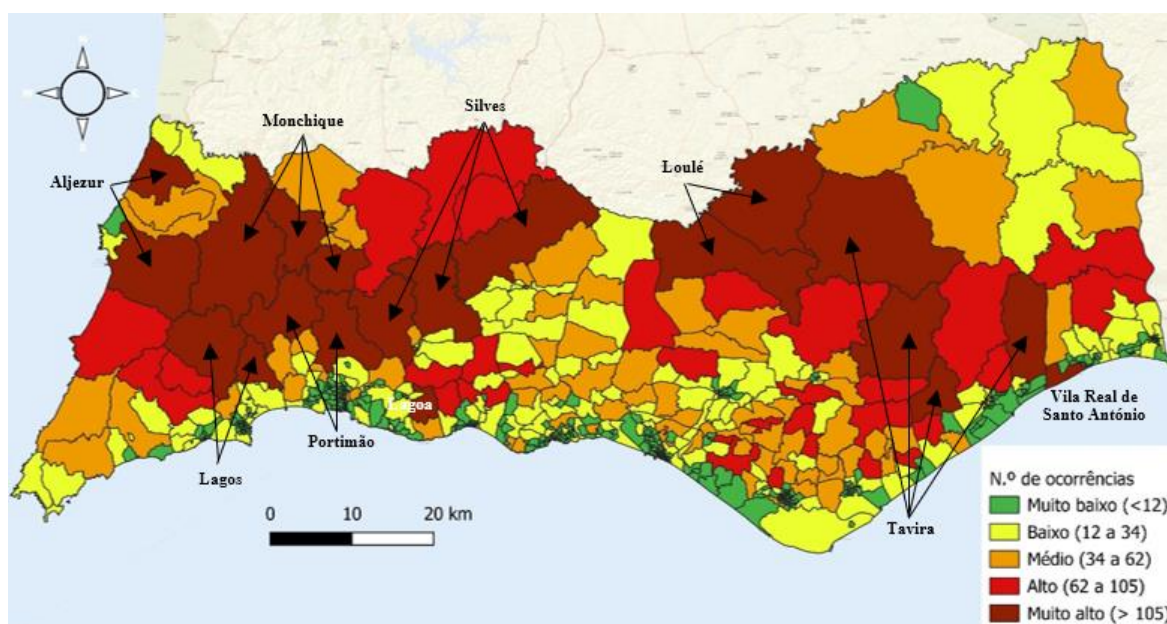 Silves
Monchique
Loulé
Aljezur
Lagoa
Vila Real de
Santo António
Portimão
Lagos
Tavira
0 10 20 km
N.º de ocorrências
Muito baixo (<12)
Baixo (12 a 34)
Médio (34 a 62)
Alto (62 a 105)
Muito alto (> 105)